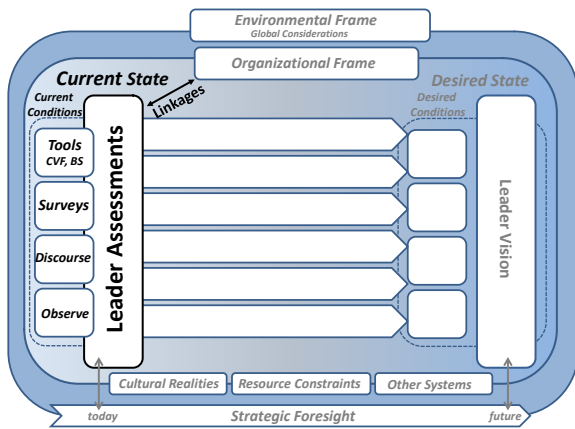 Environmental Frame
Global Considerations
Organizational Frame
Current State
Desired State
Linkages
Current
Conditions
Desired
Conditions
Tools
CVF, BS
Surveys
Discourse
Observe
Leader Assessments
Leader Vision
Cultural Realities
Resource Constraints
Other Systems
today
Strategic Foresight
future